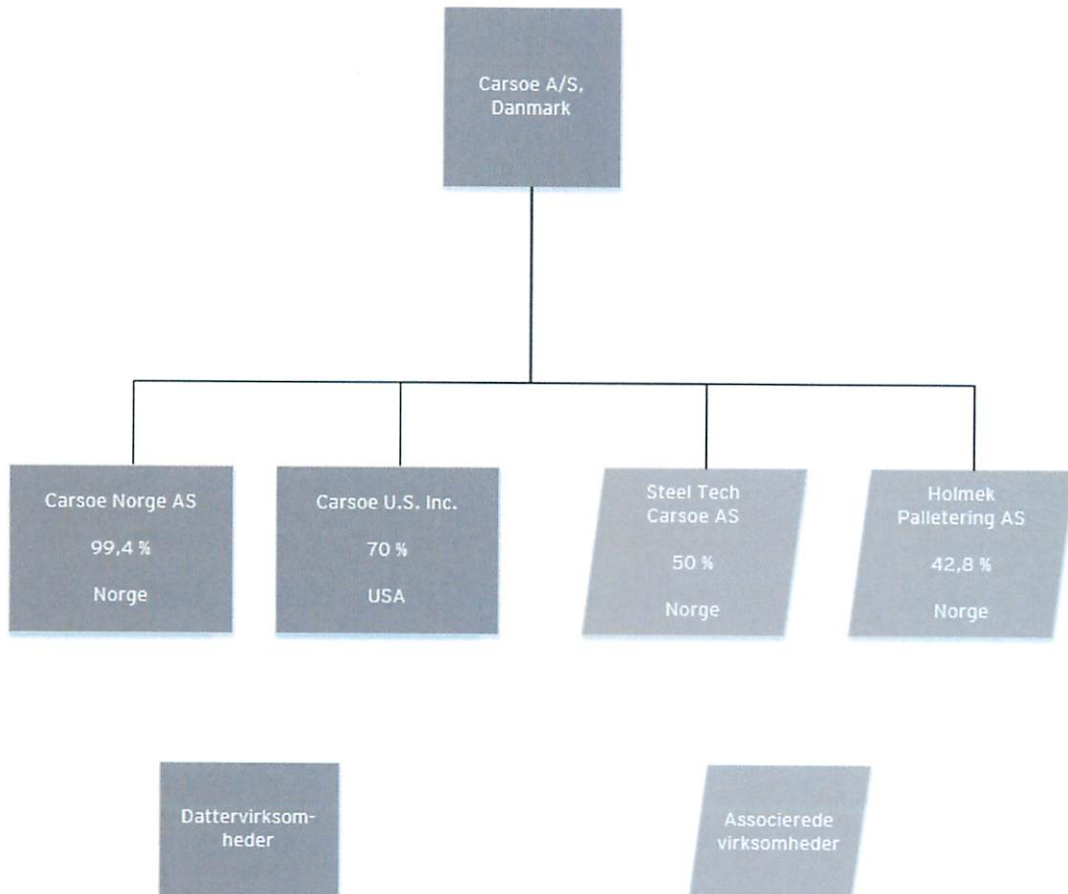 Carsoe A/S,
Danmark
Carsoe Norge AS
99,4 %
Norge
Carsoe U.S. Inc.
70 %
USA
Steel Tech
Carsoe AS
50 %
Norge
Holmek
Palletering AS
42,8 %
Norge
Dattervirksom-
heder
Associerede
virksomheder